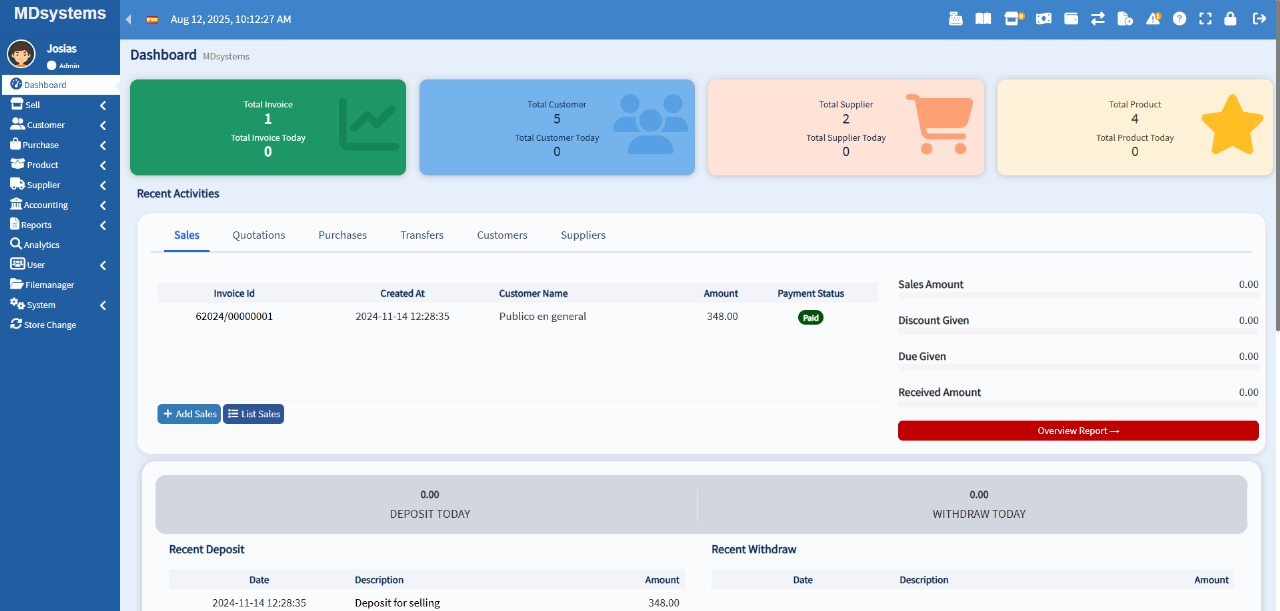 MDsystems
Aug 12, 2025, 10:12:27 AM
Josias
Admin
Dashboard
Sell
Customer
Purchase
Product
Supplier
Accounting
Reports
Analytics
User
Filemanager
System
Store Change
Dashboard MDsystems
Total Invoice
1
Total Invoice Today
0
Total Customer
5
Total Customer Today
0
Total Supplier
2
Total Supplier Today
0
Total Product
4
Total Product Today
0
Recent Activities
Sales Quotations Purchases Transfers Customers Suppliers
Invoice Id Created At Customer Name Amount Payment Status
62024/00000001 2024-11-14 12:28:35 Publico en general 348.00 Paid
Add Sales List Sales
Sales Amount 0.00
Discount Given 0.00
Due Given 0.00
Received Amount 0.00
Overview Report →
0.00
DEPOSIT TODAY
0.00
WITHDRAW TODAY
Recent Deposit
Date Description Amount
2024-11-14 12:28:35 Deposit for selling 348.00
Recent Withdraw
Date Description Amount